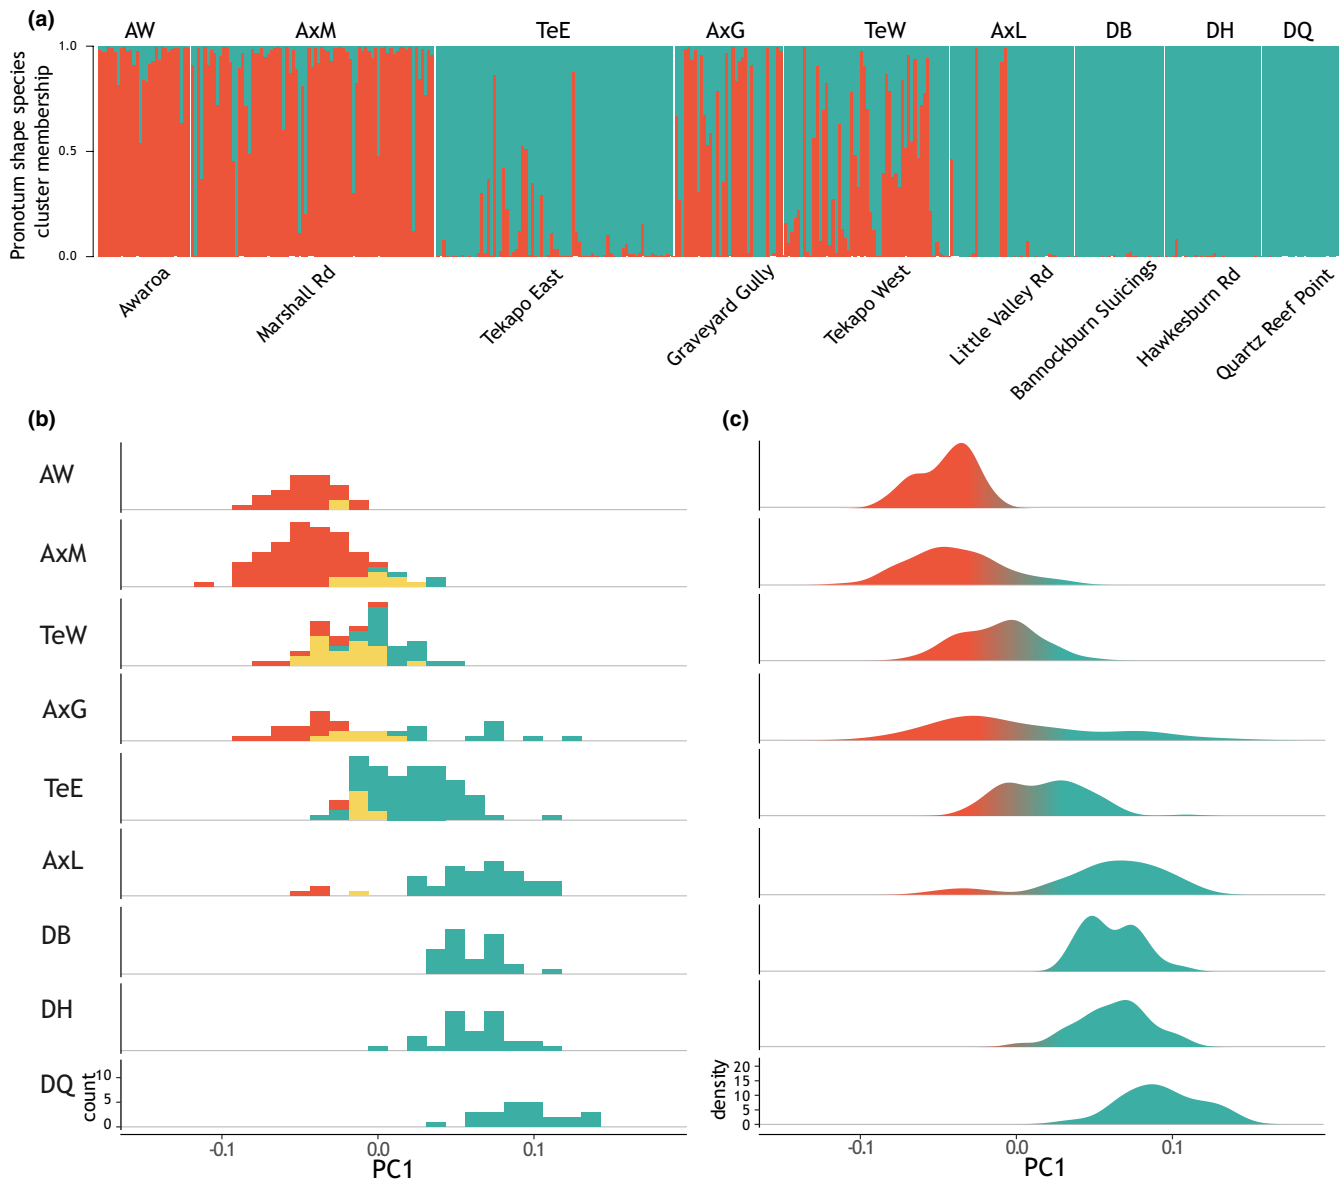 (a)
AW AxM TeE AxG TeW AxL DB DH DQ
Pronotum shape species
cluster membership
1.0
0.5
0.0
Awaroa
Marshall Rd
Tekapo East
Graveyard Gully
Tekapo West
Little Valley Rd
Bannockburn Sluicings
Hawkesburn Rd
Quartz Reef Point
(b)
AW
AxM
TeW
AxG
TeE
AxL
DB
DH
DQ
count
10
5
0
-0.1 0.0 0.1
PC1
(c)
density
20
15
10
5
0
-0.1 0.0 0.1
PC1